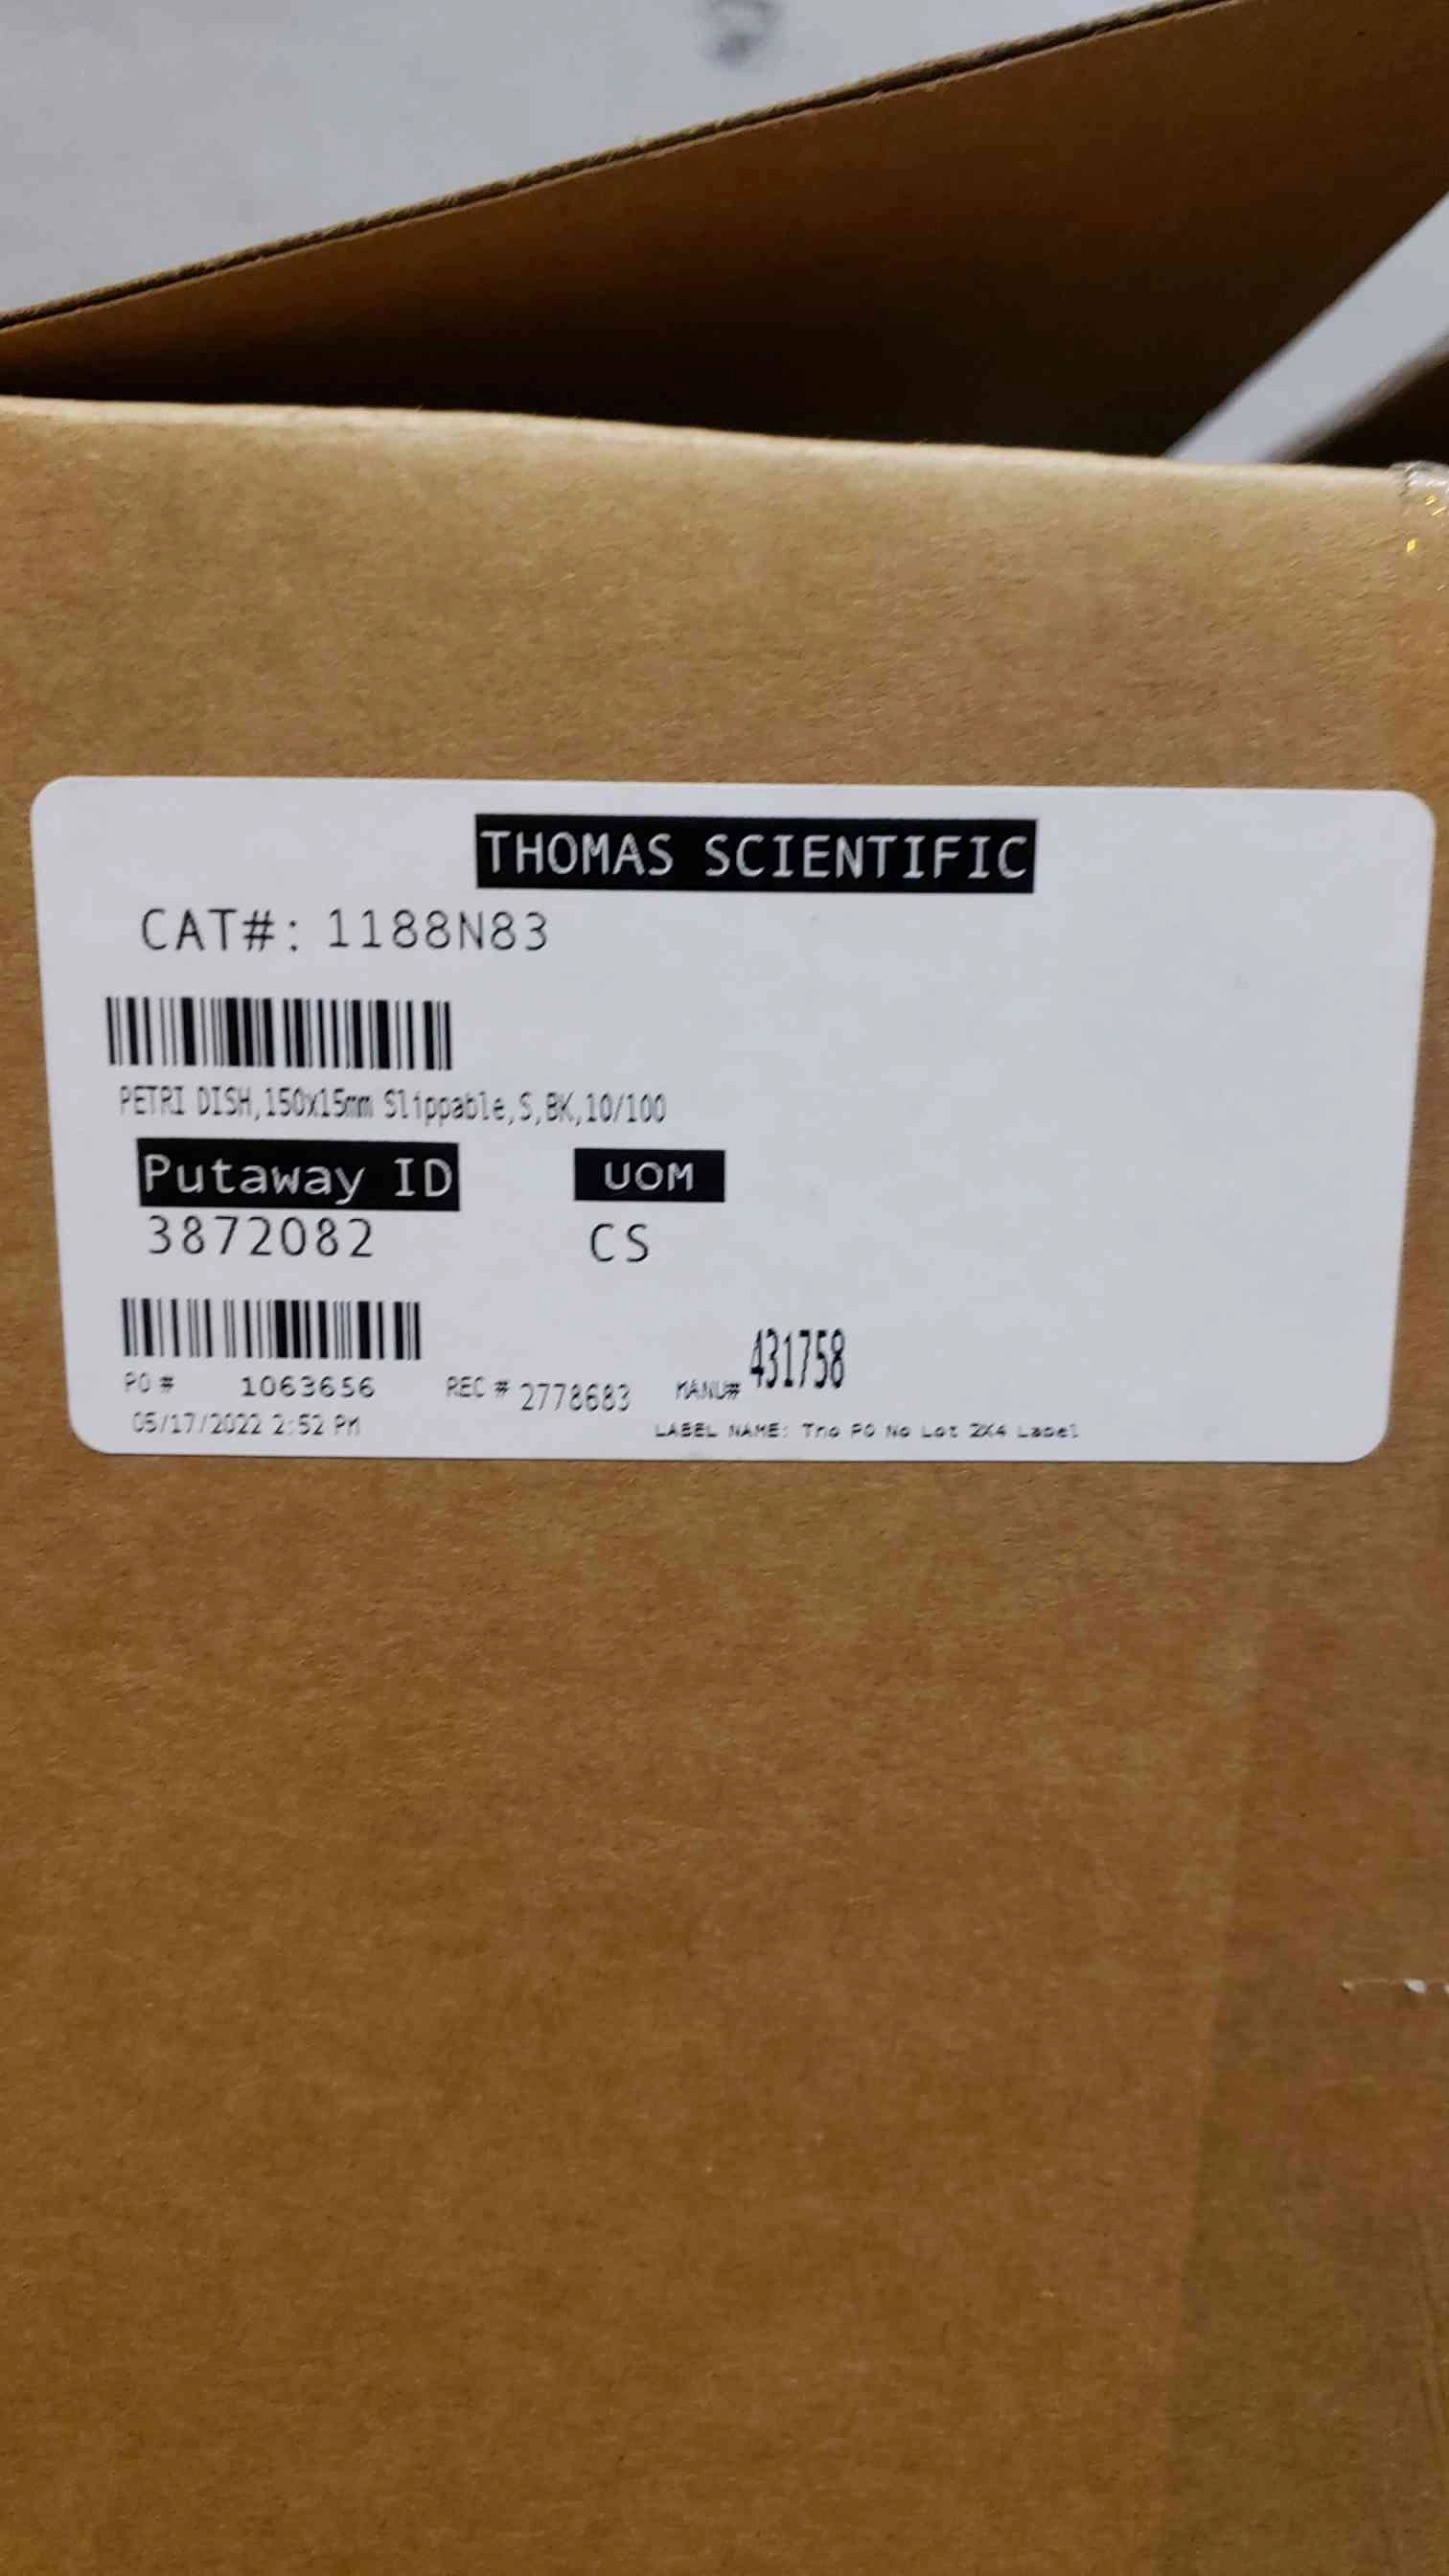 THOMAS SCIENTIFIC
CAT#: 1188N83
PETRI DISH,150x15mm Slippable,S,BK,10/100
Putaway ID UOM
3872082 CS
PO # 1063656 REC # 2778683 MANU# 431758
05/17/2022 2:52 PM LABEL NAME: Tho PO No Lot 2X4 Label